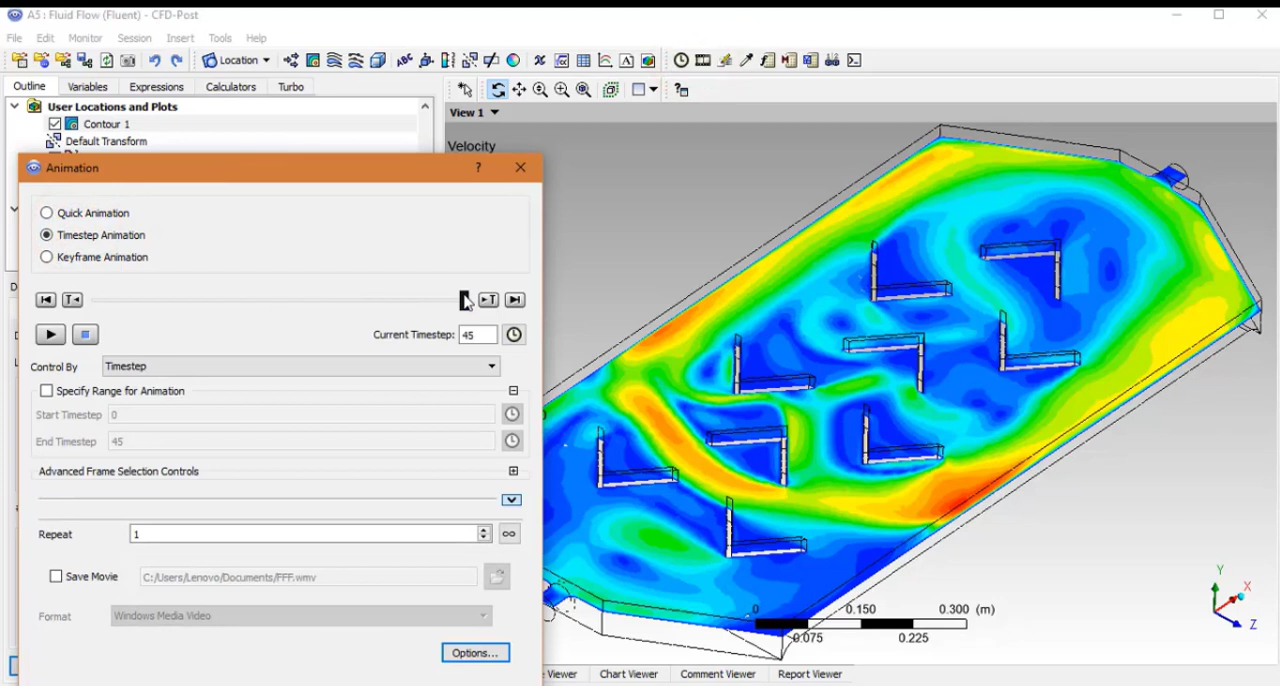 A5 : Fluid Flow (Fluent) - CFD-Post
File Edit Monitor Session Insert Tools Help
Location
Outline Variables Expressions Calculators Turbo
User Locations and Plots
Contour 1
Default Transform
View 1
Velocity
Animation ?
Quick Animation
Timestep Animation
Keyframe Animation
Current Timestep: 45
Control By Timestep
Specify Range for Animation
Start Timestep 0
End Timestep 45
Advanced Frame Selection Controls
Repeat 1
Save Movie C:/Users/Lenovo/Documents/FFF.wmv
Format Windows Media Video
Options...
0 0.150 0.300 (m)
0.075 0.225
Y
X
Z
Viewer Chart Viewer Comment Viewer Report Viewer